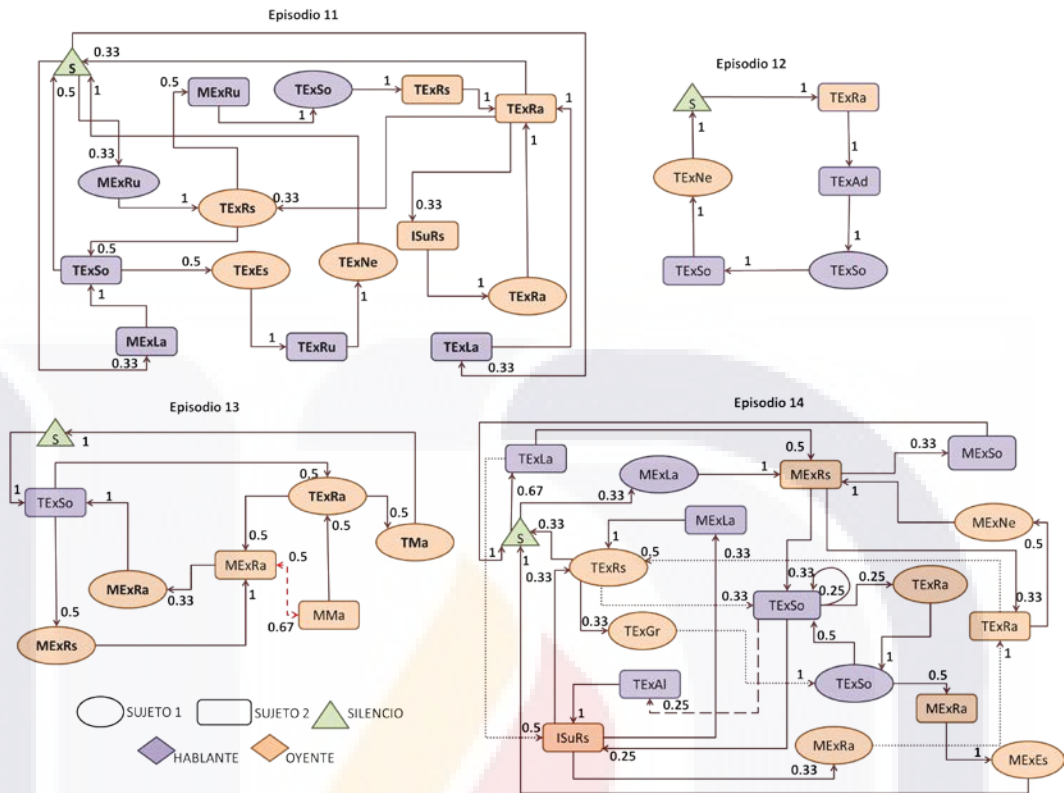 Episodio 11
S
0.33
0.5
1
0.5
MExRu
1
TExSo
1
TExRs
1
TExRa
1
0.33
MExRu
1
TExRs
0.33
1
0.33
ISuRs
0.5
TExSo
0.5
TExEs
TExNe
1
TExRa
1
MExLa
0.33
1
TExRu
1
TExLa
0.33
Episodio 12
S
1
TExRa
1
1
TExNe
TExAd
1
1
TExSo
1
TExSo
Episodio 13
S
1
1
TExSo
1
0.5
TExRa
0.5
0.5
0.5
TMa
MExRa
0.5
MExRa
0.33
1
0.67
MMa
0.5
MExRs
SUJETO 1
SUJETO 2
SILENCIO
HABLANTE
OYENTE
Episodio 14
TExLa
0.5
MExRs
0.33
MExSo
MExLa
1
0.67
0.33
1
S
0.33
1
MExLa
MExNe
1
TExRs
0.5
0.33
0.5
0.33
0.33
0.33
TExSo
0.25
0.25
TExRa
0.33
TExRa
1
0.33
TExGr
1
0.5
1
TExSo
0.5
TExAl
0.25
MExRa
1
0.5
ISuRs
0.25
0.33
MExRa
1
MExEs
1